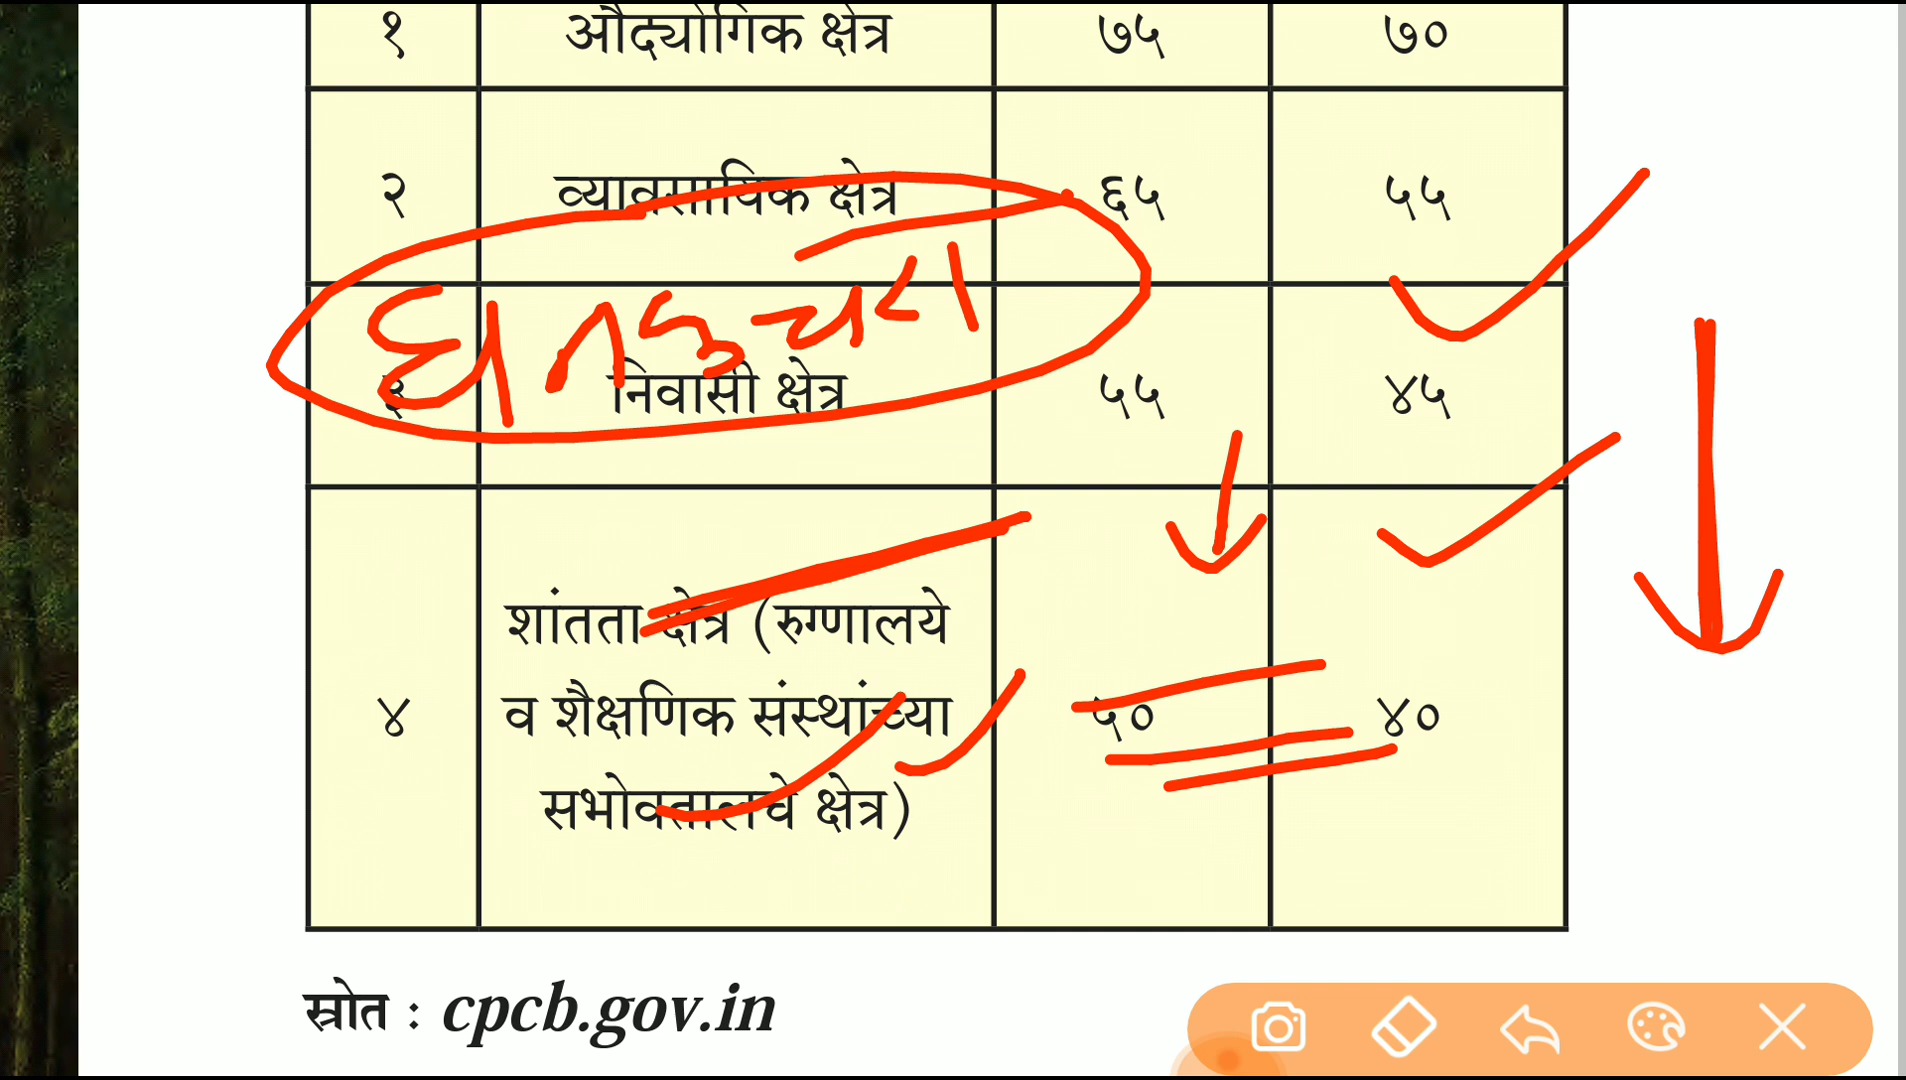 १ औद्योगिक क्षेत्र ७५ ७०
२ व्यावसायिक क्षेत्र ६५ ५५
३ निवासी क्षेत्र ५५ ४५
शांतता क्षेत्र (रुग्णालये
४ व शैक्षणिक संस्थांच्या ५० ४०
सभोवतालचे क्षेत्र)
स्रोत : cpcb.gov.in